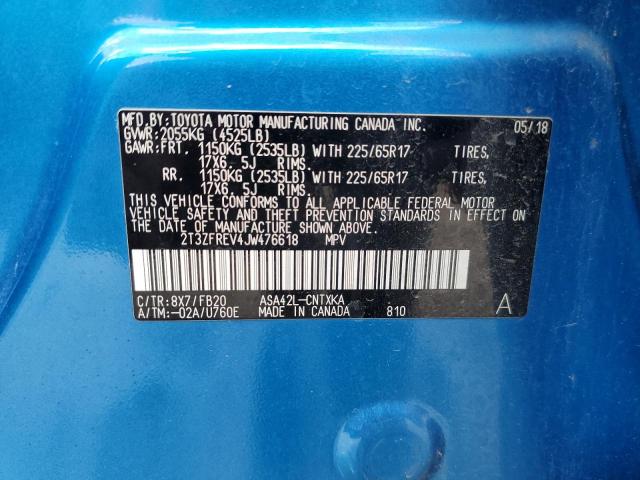 MFD.BY:TOYOTA MOTOR MANUFACTURING CANADA INC. 05/18
GVWR:2055KG (4525LB)
GAWR:FRT. 1150KG (2535LB) WITH 225/65R17 TIRES,
17X6.5J RIMS.
RR. 1150KG (2535LB) WITH 225/65R17 TIRES,
17X6.5J RIMS.
THIS VEHICLE CONFORMS TO ALL APPLICABLE FEDERAL MOTOR
VEHICLE SAFETY AND THEFT PREVENTION STANDARDS IN EFFECT
ON THE DATE OF MANUFACTURE SHOWN ABOVE.
2T3ZFREV4JW476618 MPV
C/TR:8X7/FB20 ASA42L-CNTXKA
A/TM:-02A/U760E MADE IN CANADA 810 A